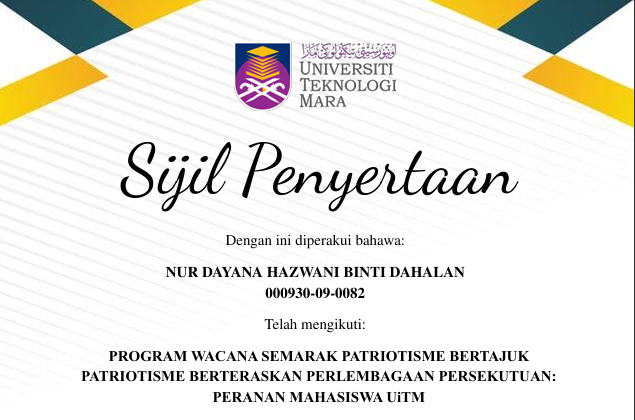 UNIVERSITI
TEKNOLOGI
MARA
Sijil Penyertaan
Dengan ini diperakui bahawa:
NUR DAYANA HAZWANI BINTI DAHALAN
000930-09-0082
Telah mengikuti:
PROGRAM WACANA SEMARAK PATRIOTISME BERTAJUK
PATRIOTISME BERTERASKAN PERLEMBAGAAN PERSEKUTUAN:
PERANAN MAHASISWA UiTM